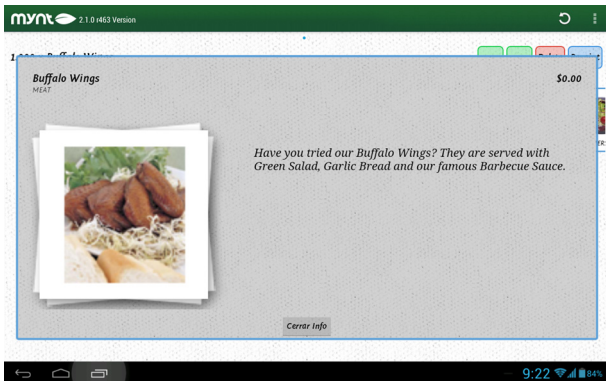 mynt 2.1.0 r463 Version
Buffalo Wings
$0.00
MEAT
Have you tried our Buffalo Wings? They are served with
Green Salad, Garlic Bread and our famous Barbecue Sauce.
Cerrar Info
9:22 84%